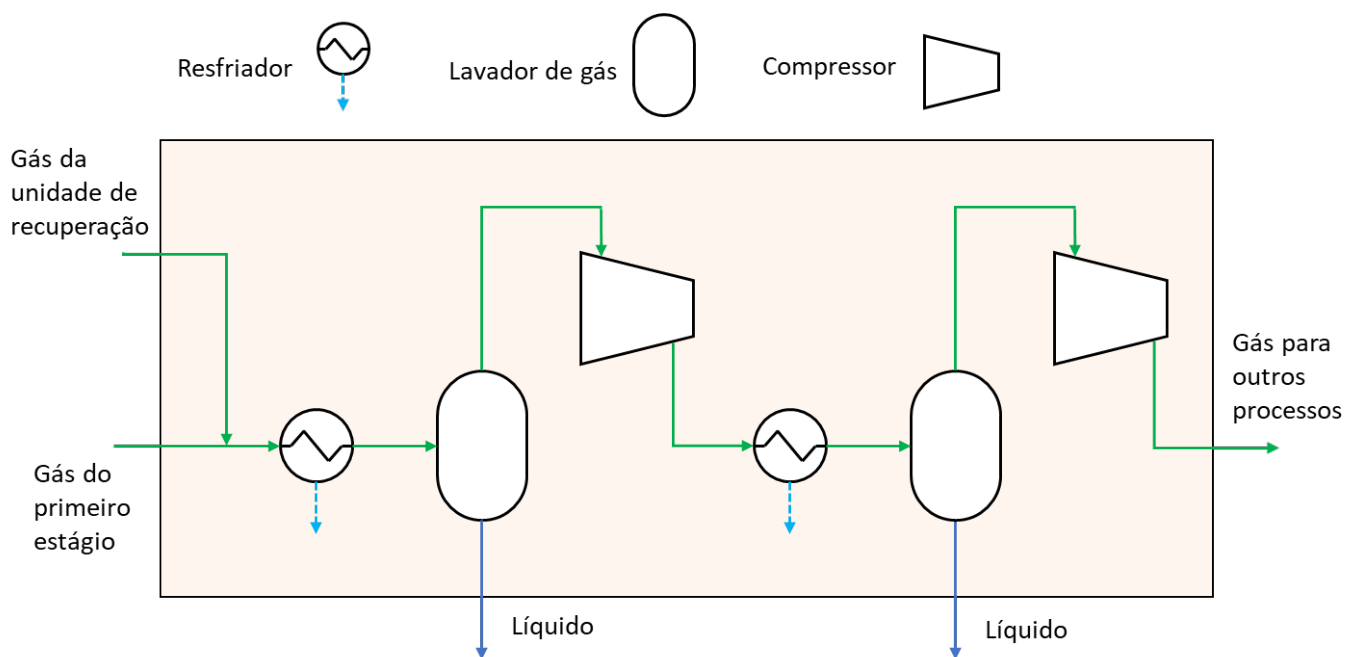 Resfriador
Lavador de gás
Compressor
Gás da
unidade de
recuperação
Gás do
primeiro
estágio
Gás para
outros
processos
Líquido
Líquido